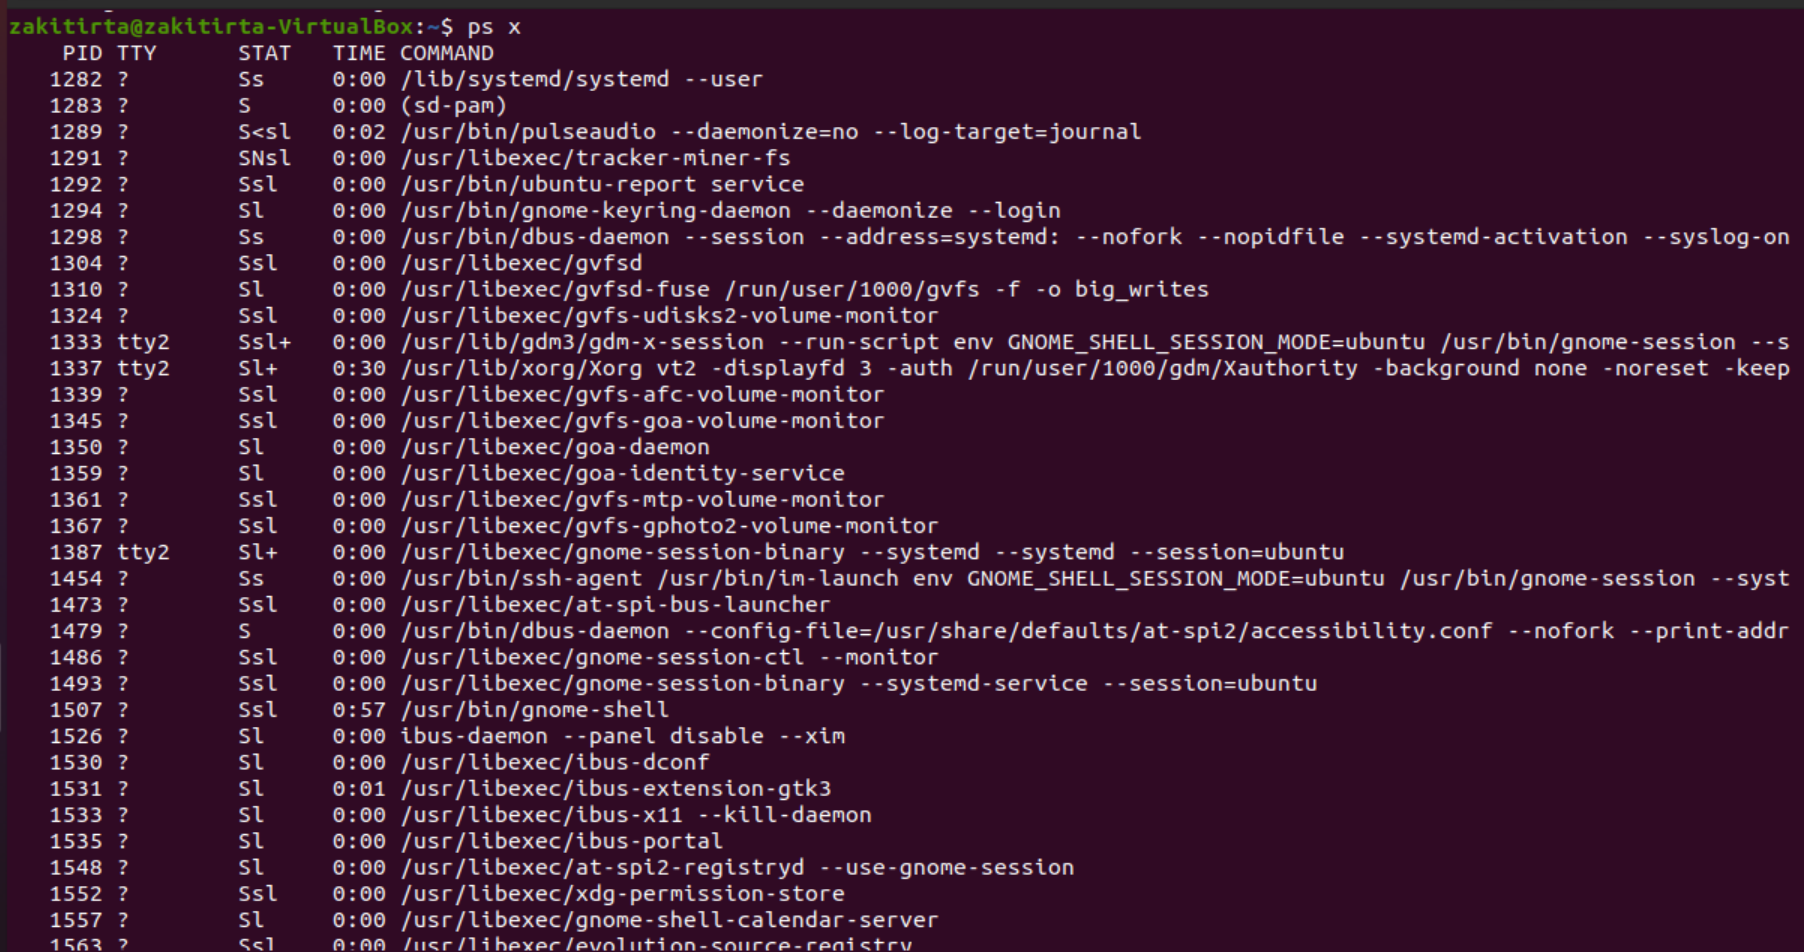 zakitirta@zakitirta-VirtualBox:~$ ps x
    PID TTY      STAT   TIME COMMAND
   1282 ?        Ss     0:00 /lib/systemd/systemd --user
   1283 ?        S      0:00 (sd-pam)
   1289 ?        S<sl   0:02 /usr/bin/pulseaudio --daemonize=no --log-target=journal
   1291 ?        SNsl   0:00 /usr/libexec/tracker-miner-fs
   1292 ?        Ssl    0:00 /usr/bin/ubuntu-report service
   1294 ?        Sl     0:00 /usr/bin/gnome-keyring-daemon --daemonize --login
   1298 ?        Ss     0:00 /usr/bin/dbus-daemon --session --address=systemd: --nofork --nopidfile --systemd-activation --syslog-on
   1304 ?        Ssl    0:00 /usr/libexec/gvfsd
   1310 ?        Sl     0:00 /usr/libexec/gvfsd-fuse /run/user/1000/gvfs -f -o big_writes
   1324 ?        Ssl    0:00 /usr/libexec/gvfs-udisks2-volume-monitor
   1333 tty2     Ssl+   0:00 /usr/lib/gdm3/gdm-x-session --run-script env GNOME_SHELL_SESSION_MODE=ubuntu /usr/bin/gnome-session --s
   1337 tty2     Sl+    0:30 /usr/lib/xorg/Xorg vt2 -displayfd 3 -auth /run/user/1000/gdm/Xauthority -background none -noreset -keep
   1339 ?        Ssl    0:00 /usr/libexec/gvfs-afc-volume-monitor
   1345 ?        Ssl    0:00 /usr/libexec/gvfs-goa-volume-monitor
   1350 ?        Sl     0:00 /usr/libexec/goa-daemon
   1359 ?        Sl     0:00 /usr/libexec/goa-identity-service
   1361 ?        Ssl    0:00 /usr/libexec/gvfs-mtp-volume-monitor
   1367 ?        Ssl    0:00 /usr/libexec/gvfs-gphoto2-volume-monitor
   1387 tty2     Sl+    0:00 /usr/libexec/gnome-session-binary --systemd --systemd --session=ubuntu
   1454 ?        Ss     0:00 /usr/bin/ssh-agent /usr/bin/im-launch env GNOME_SHELL_SESSION_MODE=ubuntu /usr/bin/gnome-session --syst
   1473 ?        Ssl    0:00 /usr/libexec/at-spi-bus-launcher
   1479 ?        S      0:00 /usr/bin/dbus-daemon --config-file=/usr/share/defaults/at-spi2/accessibility.conf --nofork --print-addr
   1486 ?        Ssl    0:00 /usr/libexec/gnome-session-ctl --monitor
   1493 ?        Ssl    0:00 /usr/libexec/gnome-session-binary --systemd-service --session=ubuntu
   1507 ?        Ssl    0:57 /usr/bin/gnome-shell
   1526 ?        Sl     0:00 ibus-daemon --panel disable --xim
   1530 ?        Sl     0:00 /usr/libexec/ibus-dconf
   1531 ?        Sl     0:01 /usr/libexec/ibus-extension-gtk3
   1533 ?        Sl     0:00 /usr/libexec/ibus-x11 --kill-daemon
   1535 ?        Sl     0:00 /usr/libexec/ibus-portal
   1548 ?        Sl     0:00 /usr/libexec/at-spi2-registryd --use-gnome-session
   1552 ?        Ssl    0:00 /usr/libexec/xdg-permission-store
   1557 ?        Sl     0:00 /usr/libexec/gnome-shell-calendar-server
   1563 ?        Ssl    0:00 /usr/libexec/evolution-source-registry